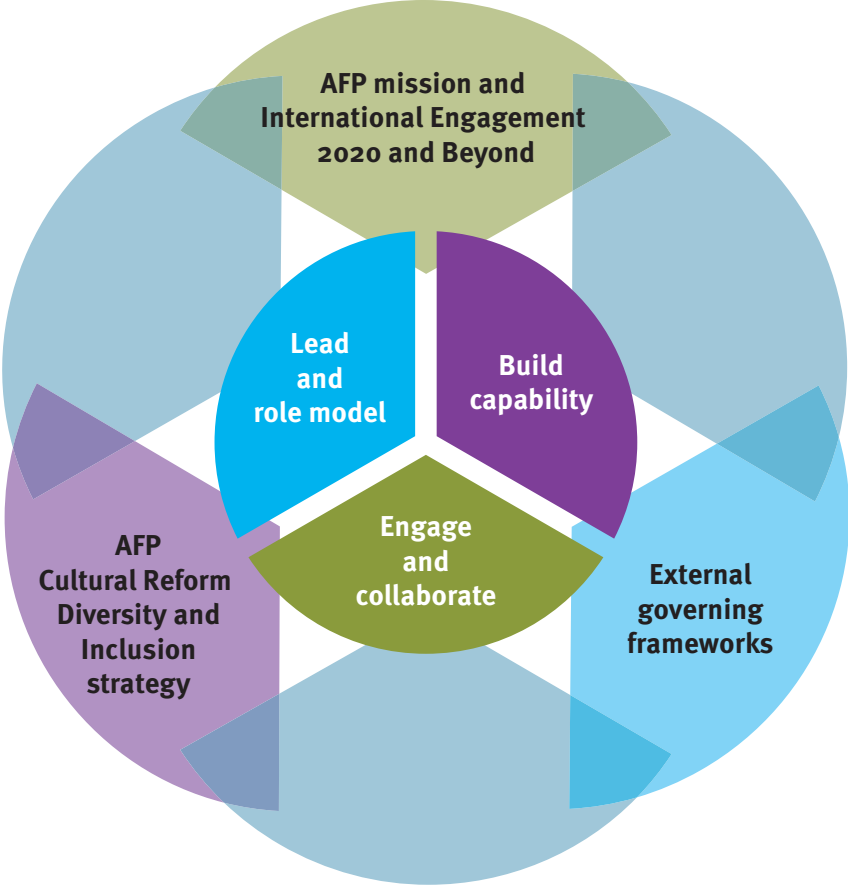 AFP mission and
International Engagement
2020 and Beyond
Lead
and
role model
Build
capability
Engage
and
collaborate
AFP
Cultural Reform
Diversity and
Inclusion
strategy
External
governing
frameworks